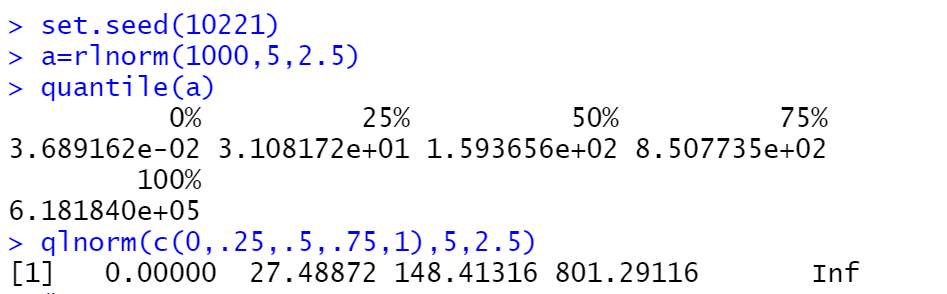 > set.seed(10221)
> a=rlnorm(1000,5,2.5)
> quantile(a)
0% 25% 50% 75%
3.689162e-02 3.108172e+01 1.593656e+02 8.507735e+02
100%
6.181840e+05
> qlnorm(c(0,.25,.5,.75,1),5,2.5)
[1] 0.00000 27.48872 148.41316 801.29116 Inf